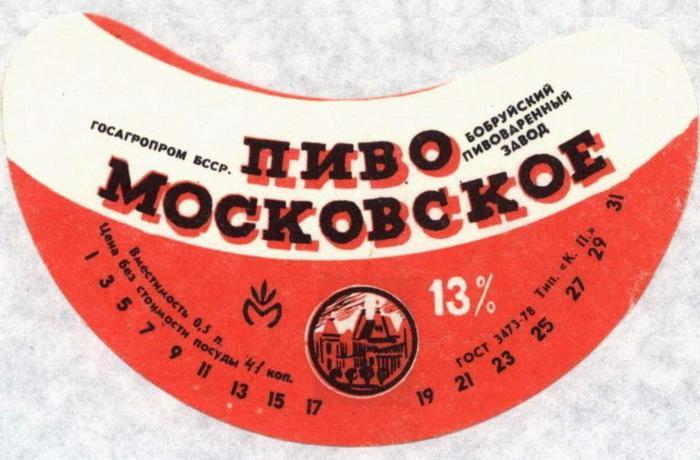 ГОСАГРОПРОМ БССР.
ПИВО
БОБРУЙСКИЙ
ПИВОВАРЕННЫЙ
ЗАВОД
МОСКОВСКОЕ
Вместимость 0,5 л.
Цена без стоимости посуды 41 коп.
13%
ГОСТ 3473-78 Тип. «К. П.»
1 3 5 7 9 11 13 15 17
19 21 23 25 27 29 31